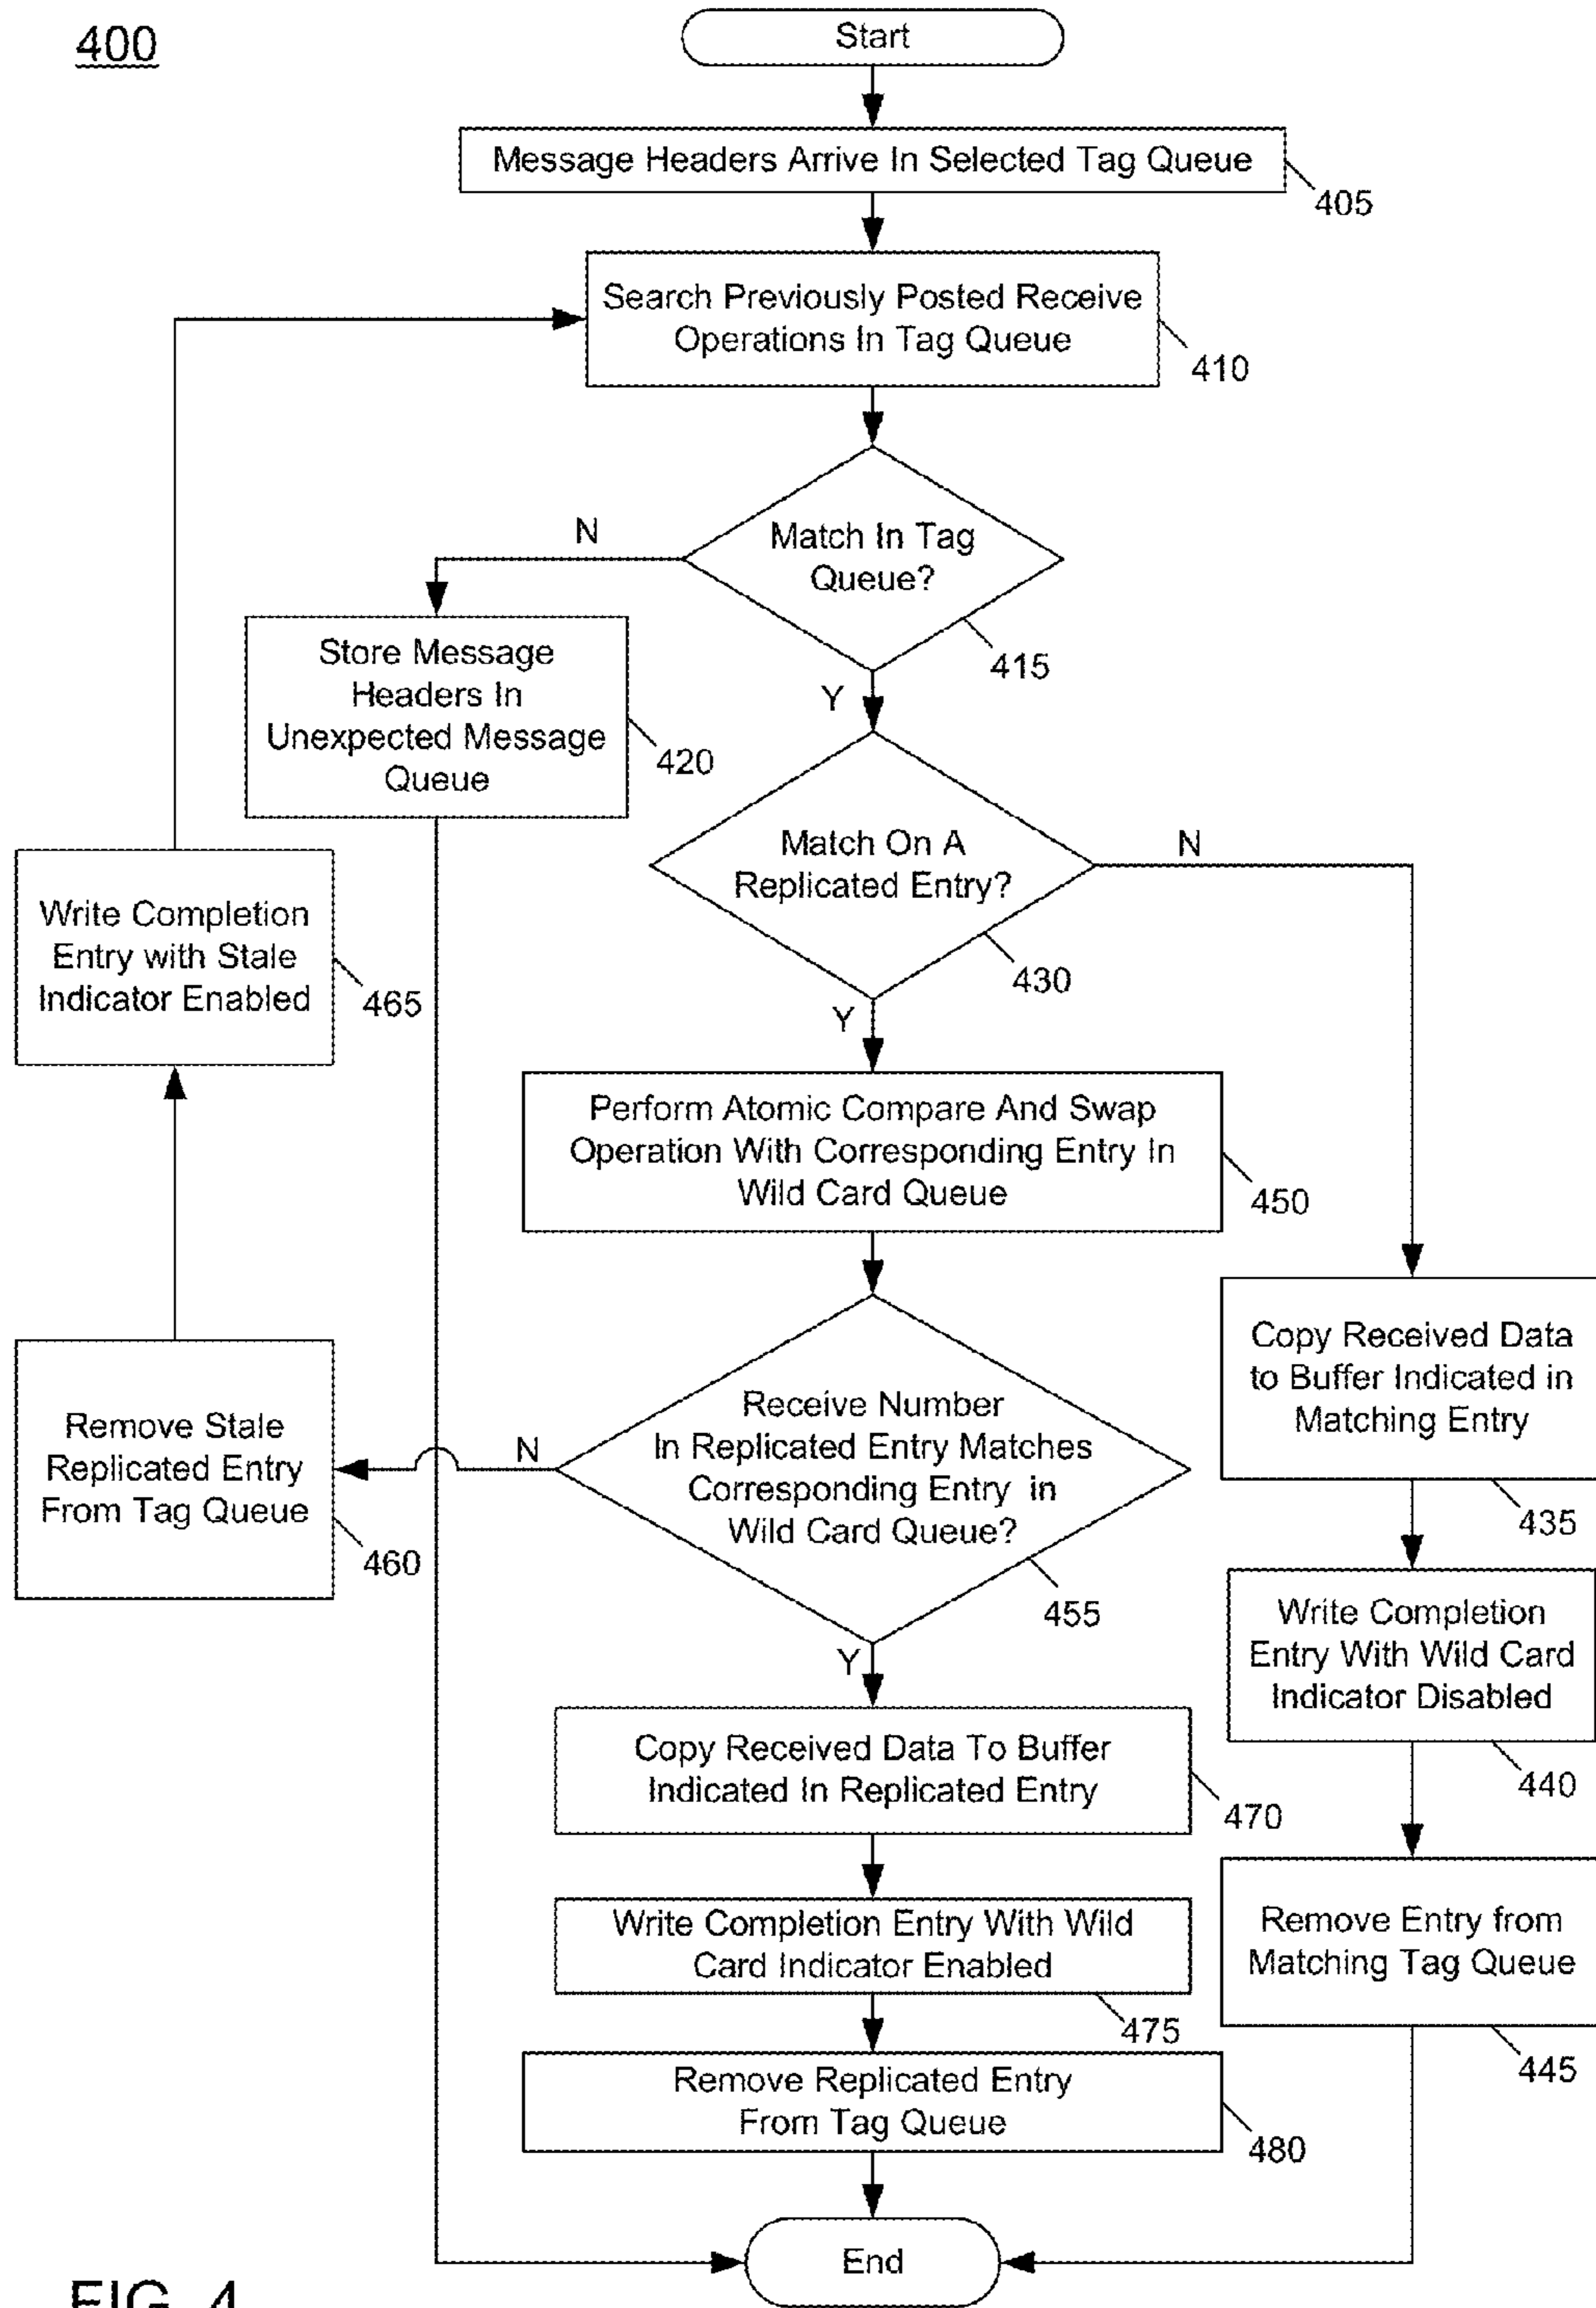 400
Start
Message Headers Arrive In Selected Tag Queue
405
Search Previously Posted Receive
Operations In Tag Queue
410
Match In Tag
Queue?
415
N
Y
Store Message
Headers In
Unexpected Message
Queue
420
Match On A
Replicated Entry?
430
N
Y
Write Completion
Entry with Stale
Indicator Enabled
465
Perform Atomic Compare And Swap
Operation With Corresponding Entry In
Wild Card Queue
450
Copy Received Data
to Buffer Indicated in
Matching Entry
435
Receive Number
In Replicated Entry Matches
Corresponding Entry in
Wild Card Queue?
455
N
Y
Remove Stale
Replicated Entry
From Tag Queue
460
Write Completion
Entry With Wild Card
Indicator Disabled
440
Copy Received Data To Buffer
Indicated In Replicated Entry
470
Write Completion Entry With Wild
Card Indicator Enabled
475
Remove Entry from
Matching Tag Queue
445
Remove Replicated Entry
From Tag Queue
480
End
FIG. 4